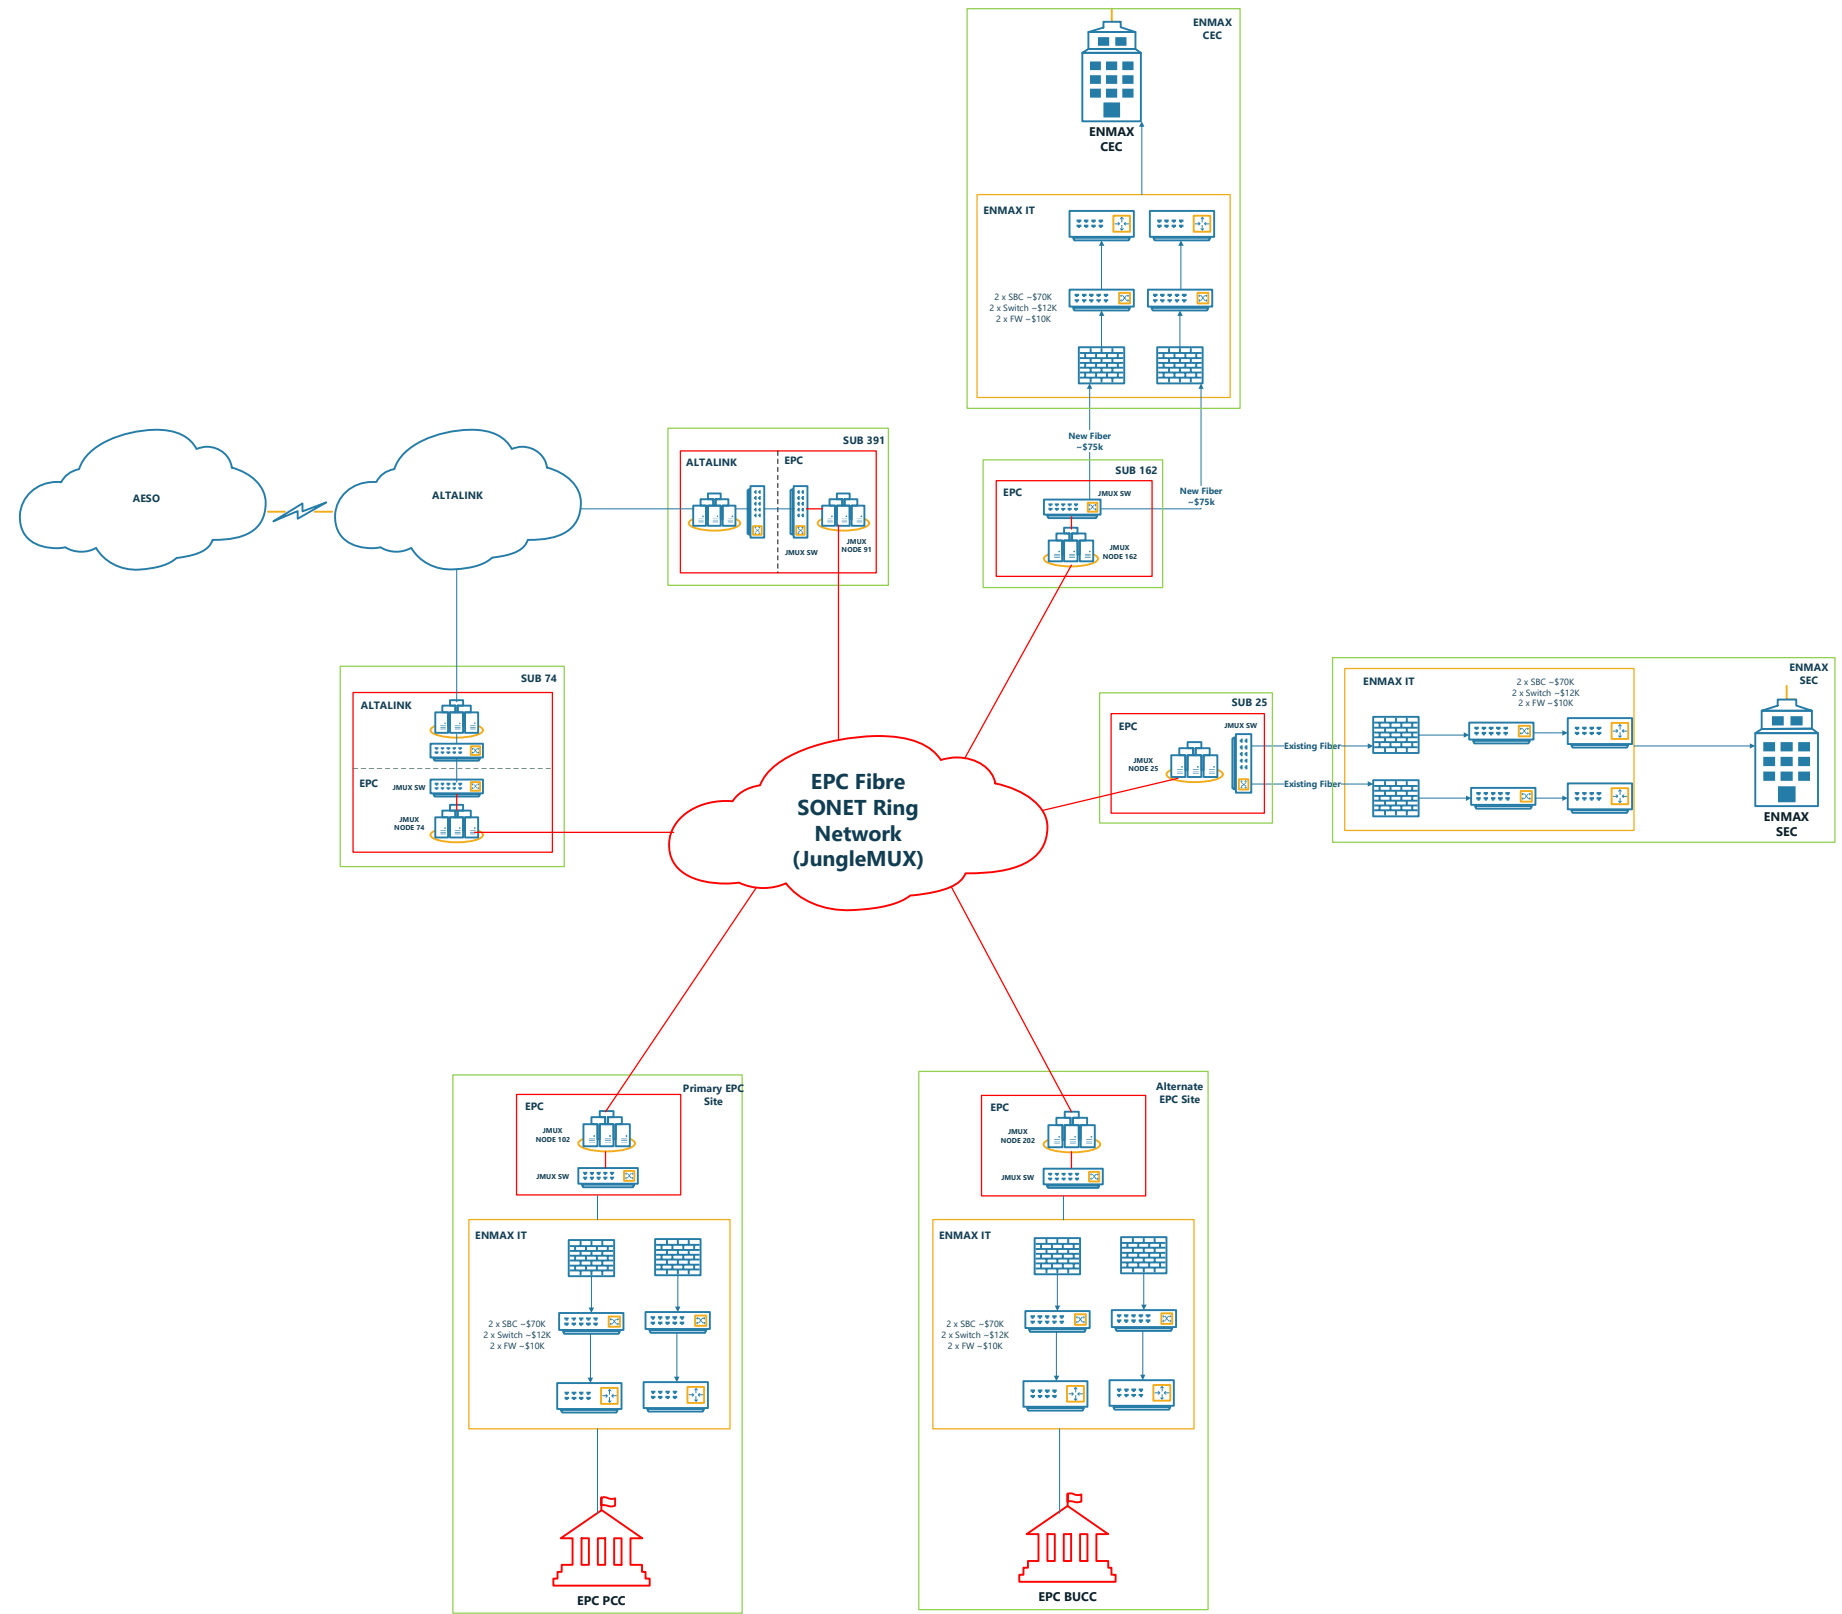 ENMAX
CEC
ENMAX
CEC
ENMAX IT
2 x SBC ~$70K
2 x Switch ~$12K
2 x FW ~$10K
New Fiber
~$75k
New Fiber
~$75k
SUB 162
EPC
JMUX SW
JMUX
NODE 162
AESO
ALTALINK
SUB 391
ALTALINK
EPC
JMUX SW
JMUX
NODE 91
SUB 74
ALTALINK
EPC
JMUX SW
JMUX
NODE 74
SUB 25
EPC
JMUX SW
JMUX
NODE 25
Existing Fiber
Existing Fiber
ENMAX
SEC
ENMAX IT
2 x SBC ~$70K
2 x Switch ~$12K
2 x FW ~$10K
ENMAX
SEC
EPC Fibre
SONET Ring
Network
(JungleMUX)
Primary EPC
Site
EPC
JMUX
NODE 102
JMUX SW
ENMAX IT
2 x SBC ~$70K
2 x Switch ~$12K
2 x FW ~$10K
EPC PCC
Alternate
EPC Site
EPC
JMUX
NODE 202
JMUX SW
ENMAX IT
2 x SBC ~$70K
2 x Switch ~$12K
2 x FW ~$10K
EPC BUCC